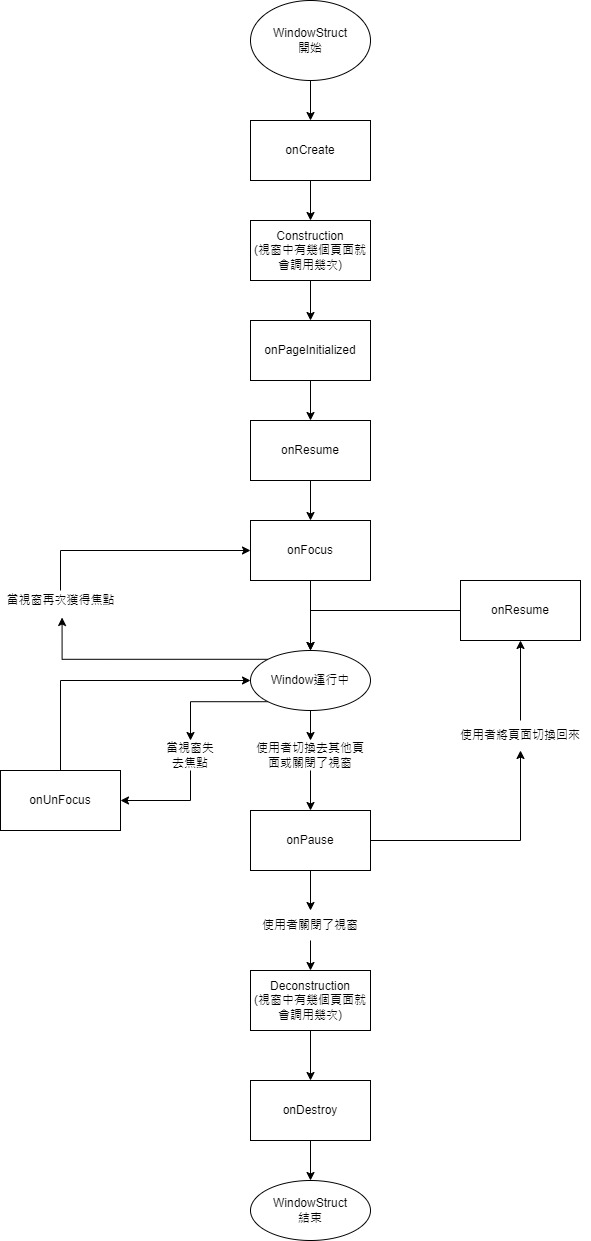 WindowStruct
開始
onCreate
Construction
(視窗中有幾個頁面就
會調用幾次)
onPageInitialized
onResume
onFocus
當視窗再次獲得焦點
onResume
Window運行中
當視窗失
去焦點
使用者切換去其他頁
面或關閉了視窗
使用者將頁面切換回來
onUnFocus
onPause
使用者關閉了視窗
Deconstruction
(視窗中有幾個頁面就
會調用幾次)
onDestroy
WindowStruct
結束